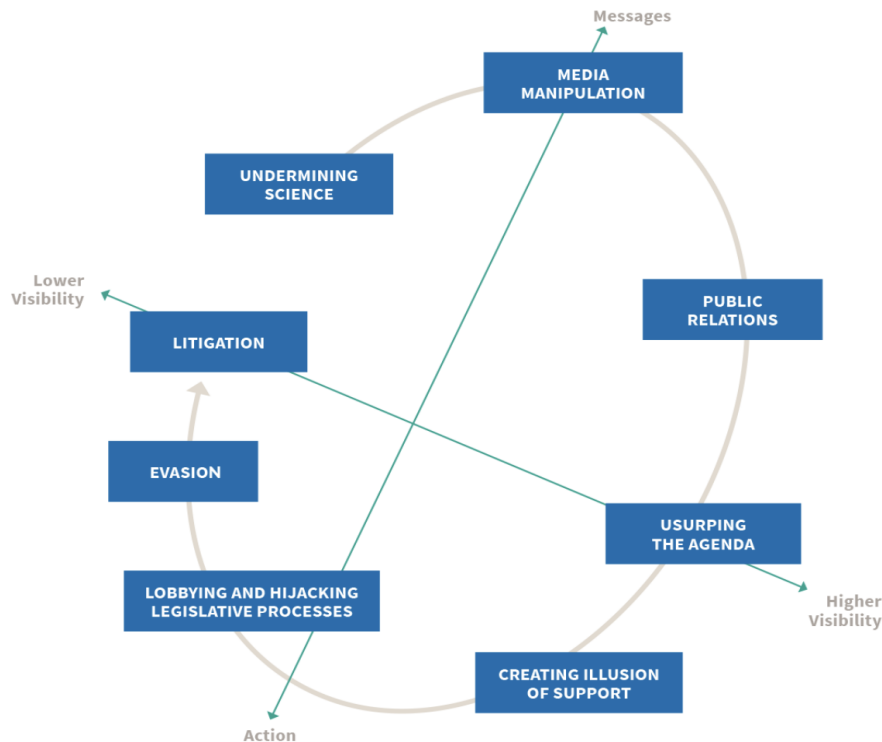 Messages
MEDIA
MANIPULATION
UNDERMINING
SCIENCE
Lower
Visibility
PUBLIC
RELATIONS
LITIGATION
EVASION
USURPING
THE AGENDA
LOBBYING AND HIJACKING
LEGISLATIVE PROCESSES
Higher
Visibility
CREATING ILLUSION
OF SUPPORT
Action